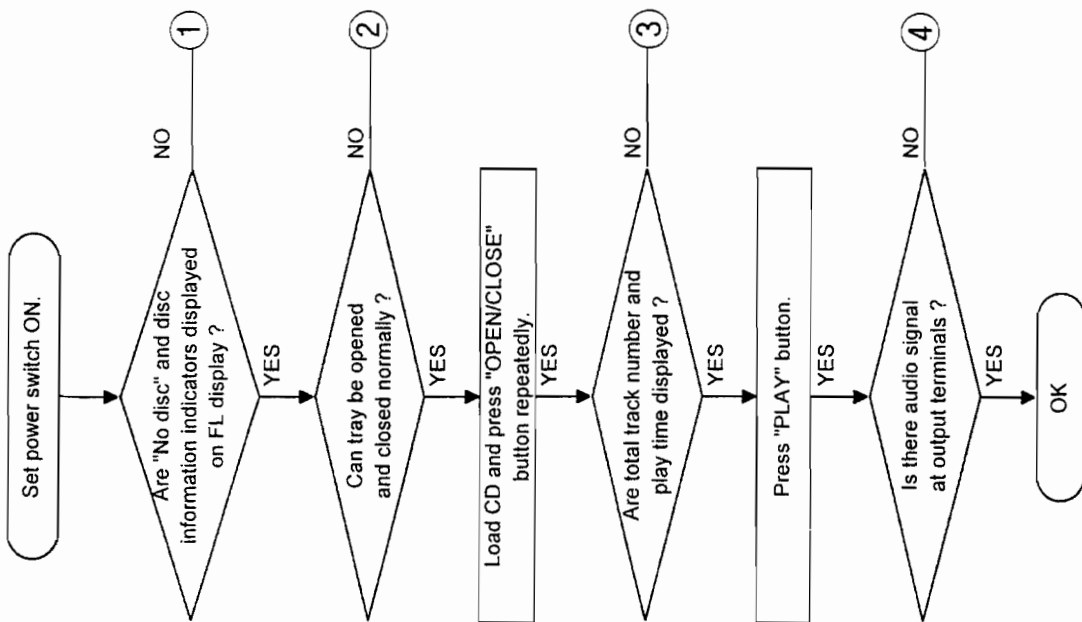 Set power switch ON.
Are "No disc" and disc
information indicators displayed
on FL display ?
NO
1
YES
Can tray be opened
and closed normally ?
NO
2
YES
Load CD and press "OPEN/CLOSE"
button repeatedly.
YES
Are total track number and
play time displayed ?
NO
3
YES
Press "PLAY" button.
YES
Is there audio signal
at output terminals ?
NO
4
YES
OK